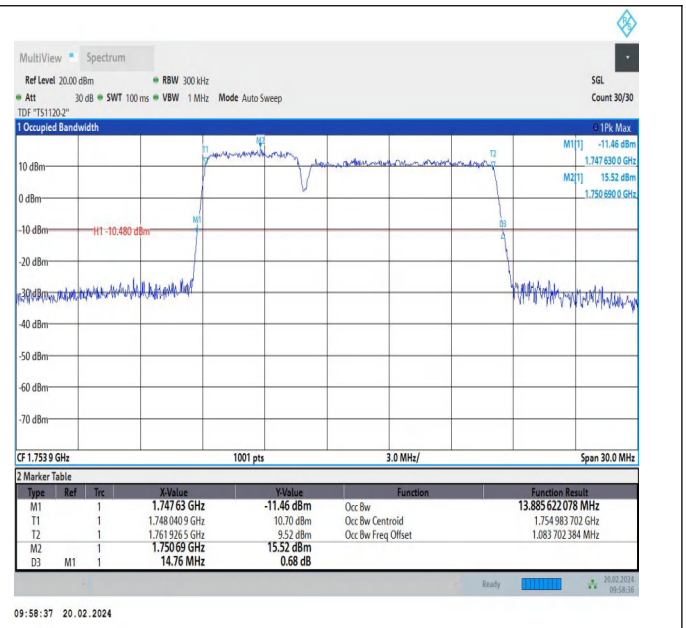 R&S
MultiView Spectrum
Ref Level 20.00 dBm RBW 300 kHz SGL
Att 30 dB SWT 100 ms VBW 1 MHz Mode Auto Sweep Count 30/30
TDF "TS1120-2"
1 Occupied Bandwidth 1Pk Max
M1[1] -11.46 dBm
1.747 630 0 GHz
M2[1] 15.52 dBm
1.750 690 0 GHz
T1
M2
T2
10 dBm
0 dBm
M1
D3
-10 dBm
H1 -10.480 dBm
-20 dBm
-30 dBm
-40 dBm
-50 dBm
-60 dBm
-70 dBm
CF 1.753 9 GHz 1001 pts 3.0 MHz/ Span 30.0 MHz
2 Marker Table
Type Ref Trc X-Value Y-Value Function Function Result
M1 1 1.747 63 GHz -11.46 dBm Occ Bw 13.885 622 078 MHz
T1 1 1.748 040 9 GHz 10.70 dBm Occ Bw Centroid 1.754 983 702 GHz
T2 1 1.761 926 5 GHz 9.52 dBm Occ Bw Freq Offset 1.083 702 384 MHz
M2 1 1.750 69 GHz 15.52 dBm
D3 M1 1 14.76 MHz 0.68 dB
Ready 20.02.2024
09:58:36
09:58:37 20.02.2024